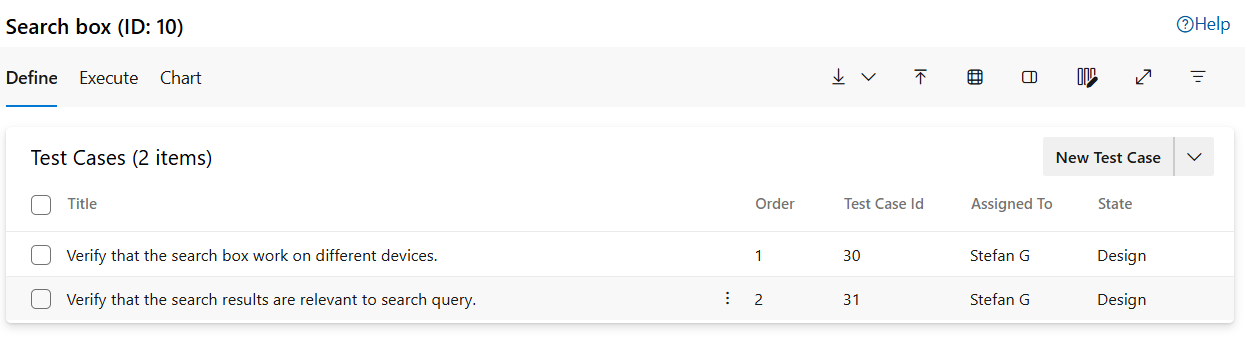 Search box (ID: 10)
Help
Define Execute Chart
Test Cases (2 items)
New Test Case
Title Order Test Case Id Assigned To State
Verify that the search box work on different devices. 1 30 Stefan G Design
Verify that the search results are relevant to search query. 2 31 Stefan G Design